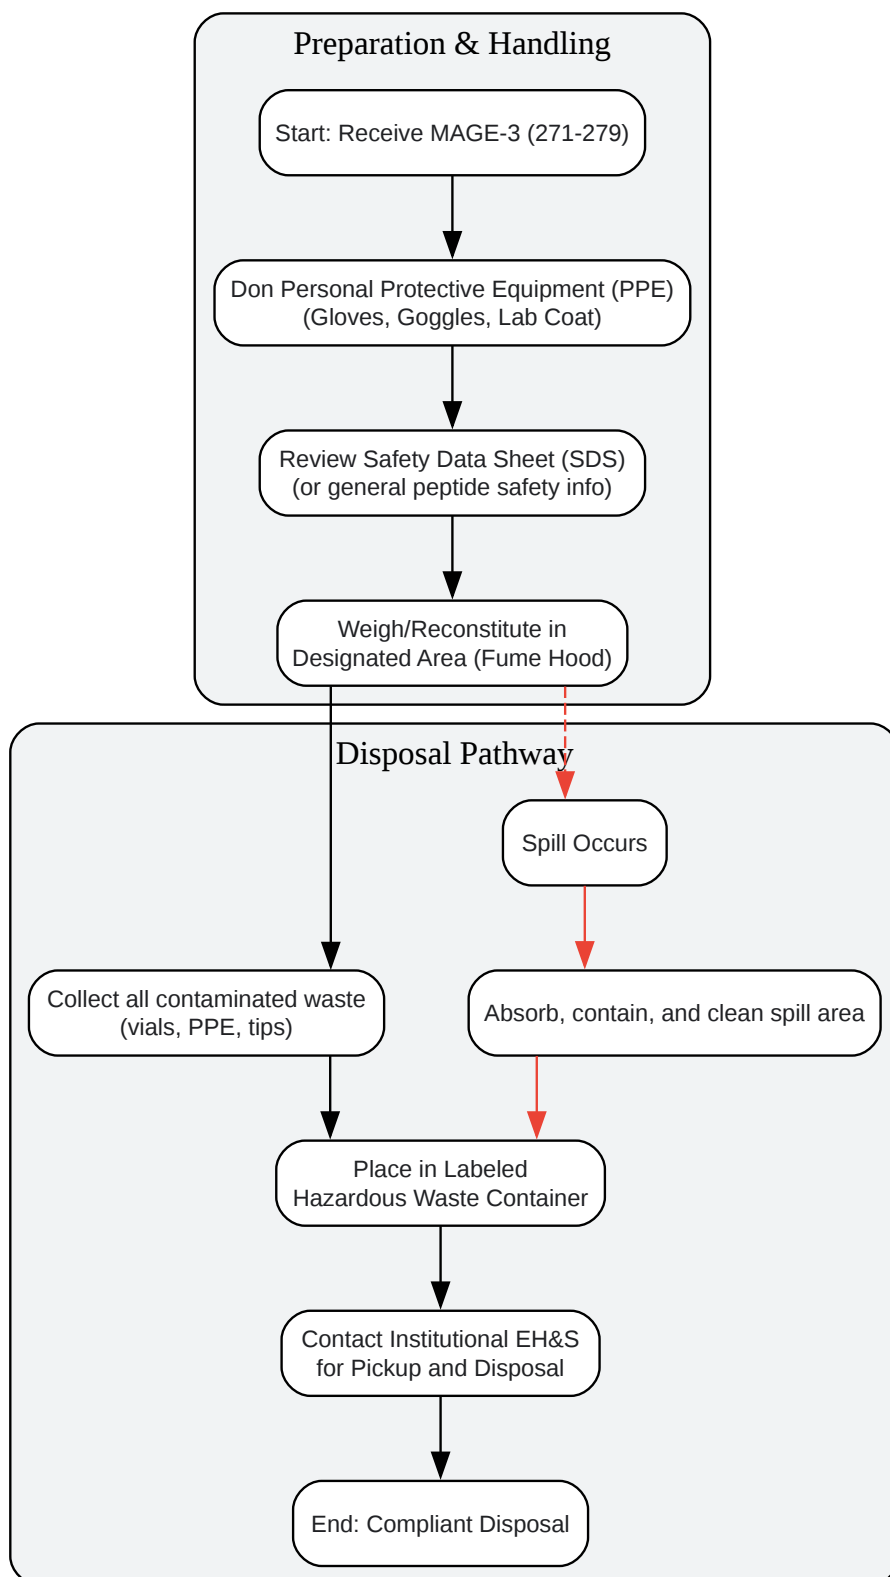 Preparation & Handling
Start: Receive MAGE-3 (271-279)
Don Personal Protective Equipment (PPE)
(Gloves, Goggles, Lab Coat)
Review Safety Data Sheet (SDS)
(or general peptide safety info)
Weigh/Reconstitute in
Designated Area (Fume Hood)
Disposal Pathway
Spill Occurs
Collect all contaminated waste
(vials, PPE, tips)
Absorb, contain, and clean spill area
Place in Labeled
Hazardous Waste Container
Contact Institutional EH&S
for Pickup and Disposal
End: Compliant Disposal